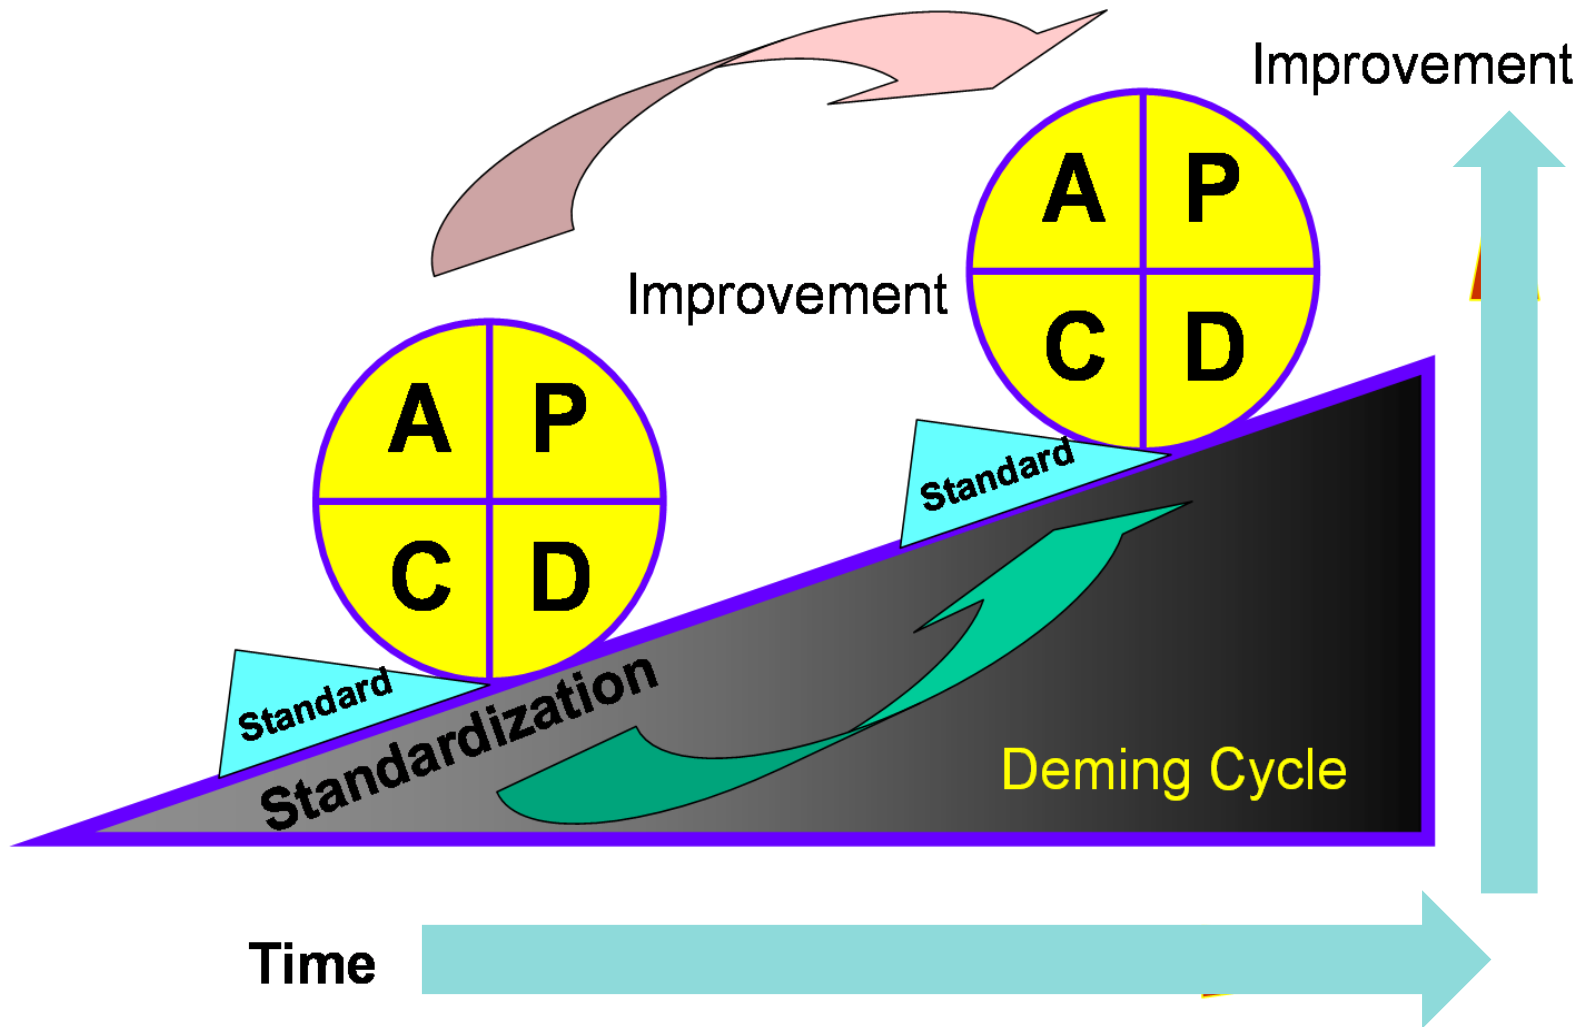 Improvement
A P
C D
Improvement
A P
C D
Standard
Standard
Standardization
Deming Cycle
Time